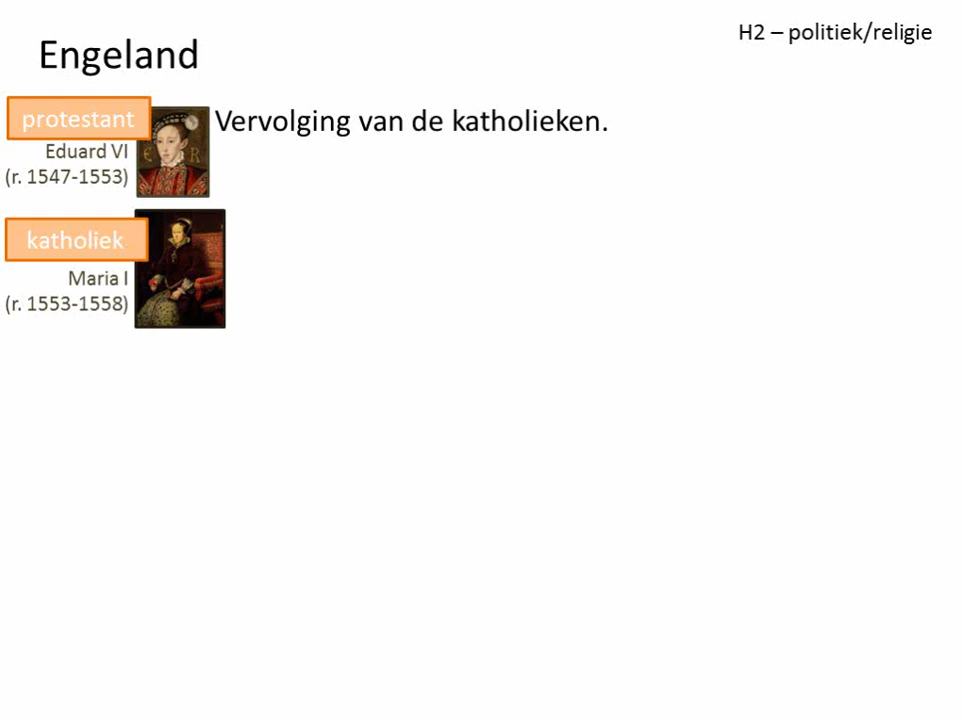 H2 – politiek/religie
Engeland
protestant
Vervolging van de katholieken.
Eduard VI
(r. 1547-1553)
E R
katholiek
Maria I
(r. 1553-1558)